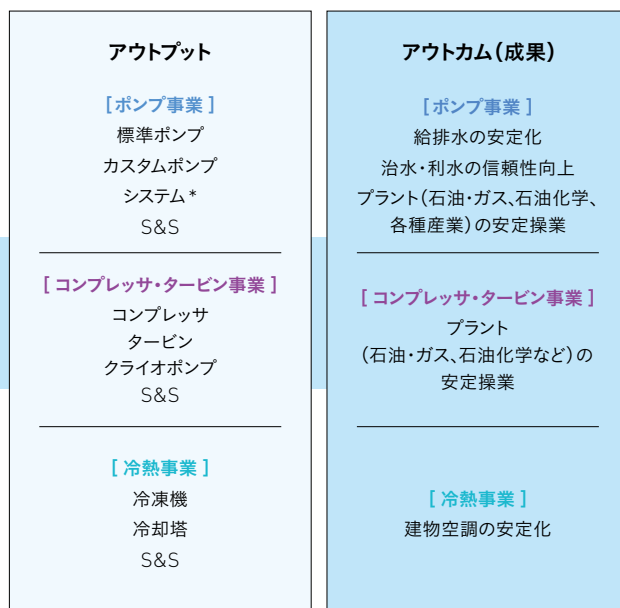 アウトプット
[ポンプ事業]
標準ポンプ
カスタムポンプ
システム*
S&S
[コンプレッサ・タービン事業]
コンプレッサ
タービン
クライオポンプ
S&S
[冷熱事業]
冷凍機
冷却塔
S&S
アウトカム(成果)
[ポンプ事業]
給排水の安定化
治水・利水の信頼性向上
プラント(石油・ガス、石油化学、
各種産業)の安定操業
[コンプレッサ・タービン事業]
プラント
(石油・ガス、石油化学など)の
安定操業
[冷熱事業]
建物空調の安定化